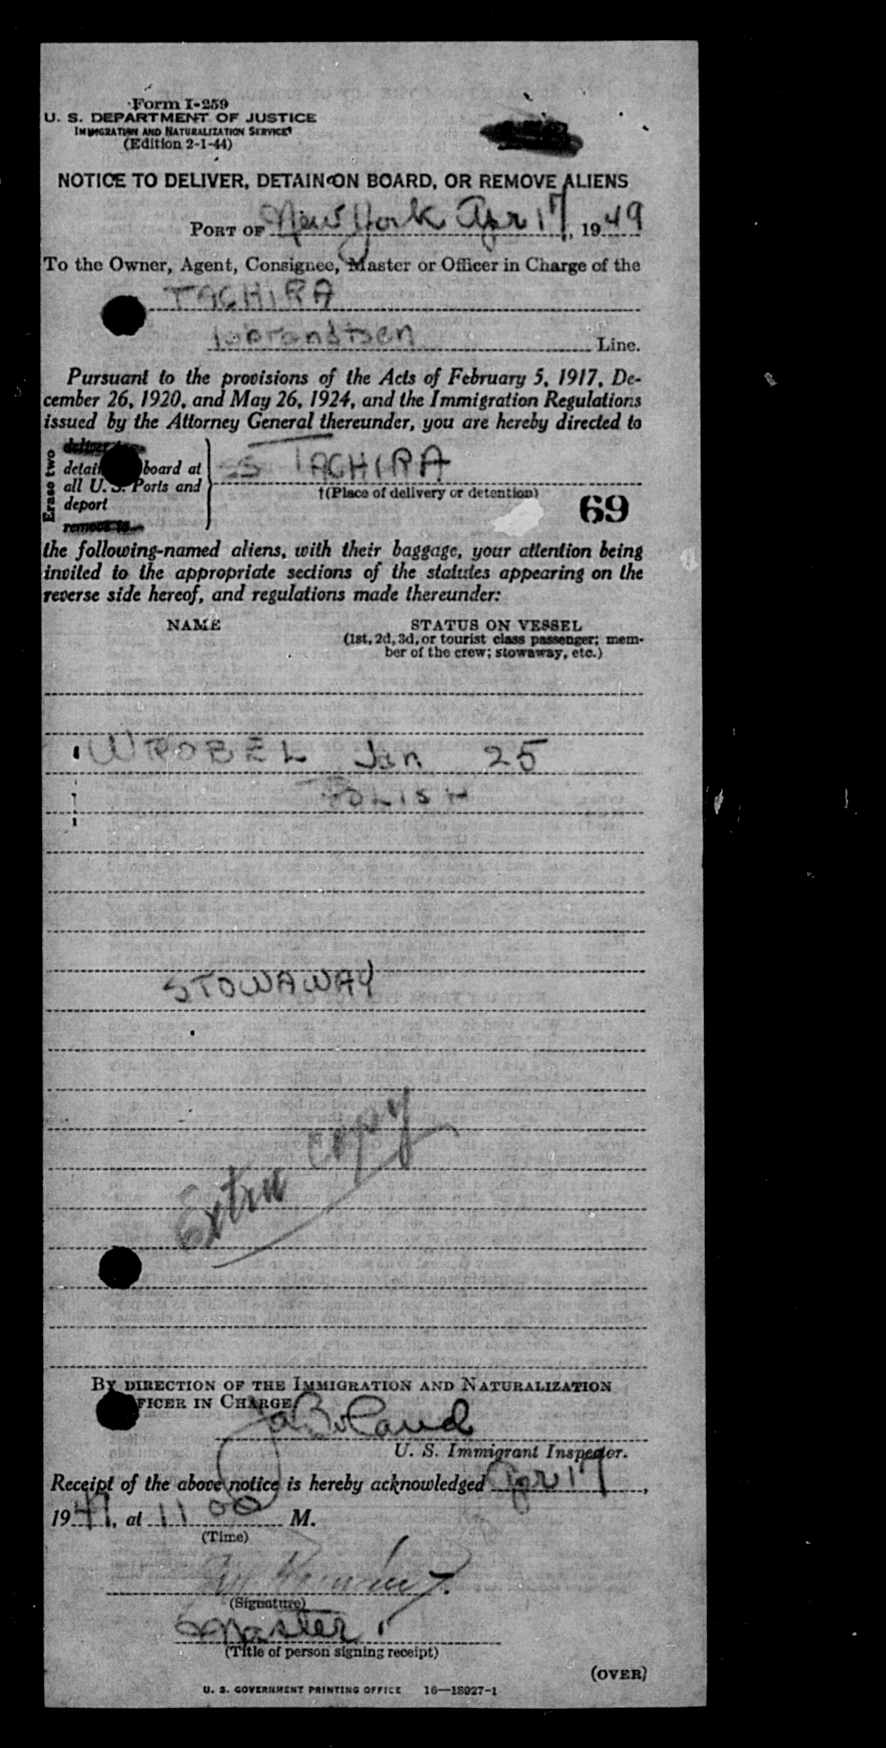 Form I-259
U. S. DEPARTMENT OF JUSTICE
IMMIGRATION AND NATURALIZATION SERVICE
(Edition 2-1-44)
NOTICE TO DELIVER, DETAIN ON BOARD, OR REMOVE ALIENS
PORT OF New York Apr 17, 1949
To the Owner, Agent, Consignee, Master or Officer in Charge of the
TACHIRA
Isbrandtsen Line.
Pursuant to the provisions of the Acts of February 5, 1917, De-
cember 26, 1920, and May 26, 1924, and the Immigration Regulations
issued by the Attorney General thereunder, you are hereby directed to
Erase two
detain board at
all U. S. Ports and
deport
remove to
SS TACHIRA
†(Place of delivery or detention)
69
the following-named aliens, with their baggage, your attention being
invited to the appropriate sections of the statutes appearing on the
reverse side hereof, and regulations made thereunder:
NAME STATUS ON VESSEL
(1st, 2d, 3d, or tourist class passenger; mem-
ber of the crew; stowaway, etc.)
WROBEL Jan 25
POLISH
STOWAWAY
Extra copy
BY DIRECTION OF THE IMMIGRATION AND NATURALIZATION
OFFICER IN CHARGE
U. S. Immigrant Inspector.
Receipt of the above notice is hereby acknowledged Apr 17,
1949, at 11 00 M.
(Time)
(Signature)
Master
(Title of person signing receipt)
(OVER)
U. S. GOVERNMENT PRINTING OFFICE 16—18927-1